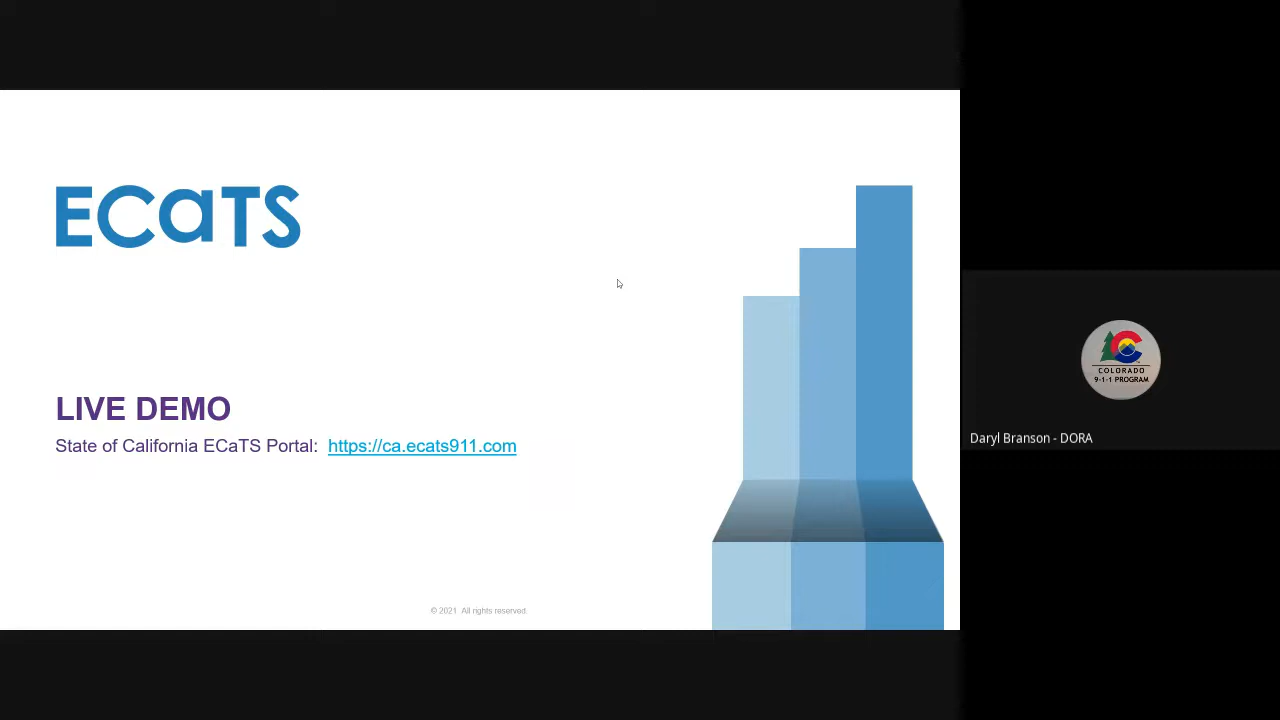 ECaTS
LIVE DEMO
State of California ECaTS Portal: https://ca.ecats911.com
© 2021 All rights reserved
COLORADO
9-1-1 PROGRAM
Daryl Branson - DORA